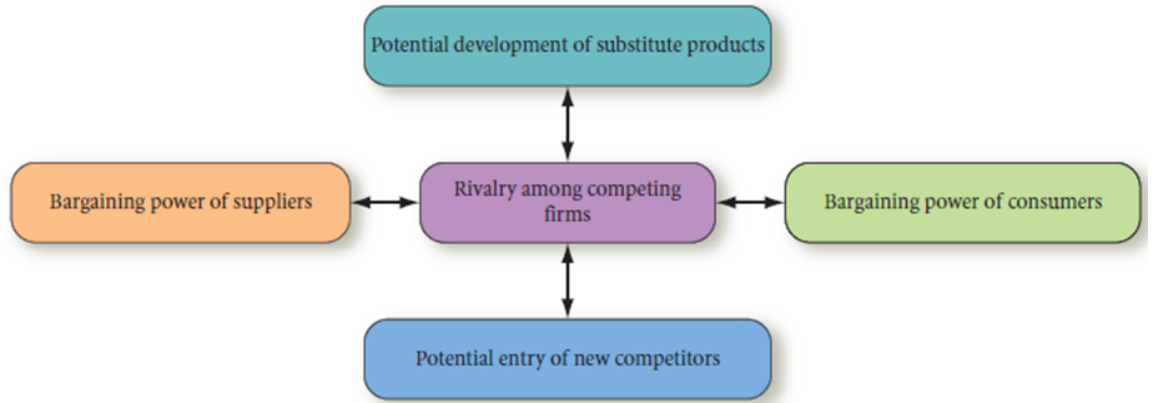 Potential development of substitute products
Bargaining power of suppliers
Rivalry among competing
firms
Bargaining power of consumers
Potential entry of new competitors